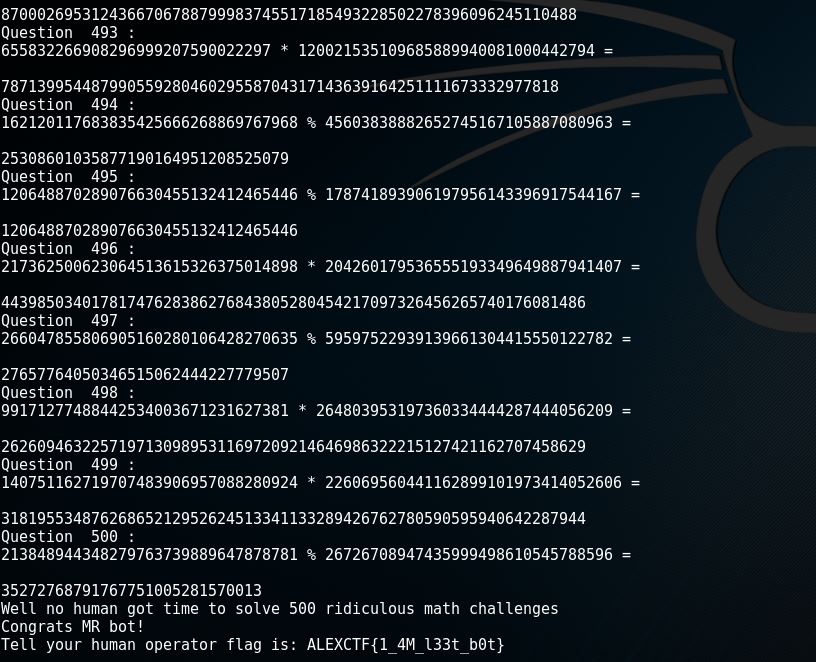 870002695312436670678879998374551718549322850227839609624511​0488
Question  493 :
655832266908296999207590022297 * 120021535109685889940081000442794 =
78713995448799055928046029558704317143639164251111673332977818
Question  494 :
162120117683835425666268869767968 % 45603838882652745167105887080963 =
25308601035877190164951208525079
Question  495 :
120648870289076630455132412465446 % 178741893906197956143396917544167 =
120648870289076630455132412465446
Question  496 :
217362500623064513615326375014898 * 204260179536555193349649887941407 =
44398503401781747628386276843805280454217097326456265740176081486
Question  497 :
266047855806905160280106428270635 % 59597522939139661304415550122782 =
27657764050346515062444227779507
Question  498 :
99171277488442534003671231627381 * 264803953197360334444287444056209 =
26260946322571971309895311697209214646986322215127421162707458629
Question  499 :
140751162719707483906957088280924 * 226069560441162899101973414052606 =
31819553487626865212952624513341133289426762780590595940642287944
Question  500 :
213848944348279763739889647878781 % 26726708947435999498610545788596 =
35272768791767751005281570013
Well no human got time to solve 500 ridiculous math challenges
Congrats MR bot!
Tell your human operator flag is: ALEXCTF{1_4M_l33t_b0t}